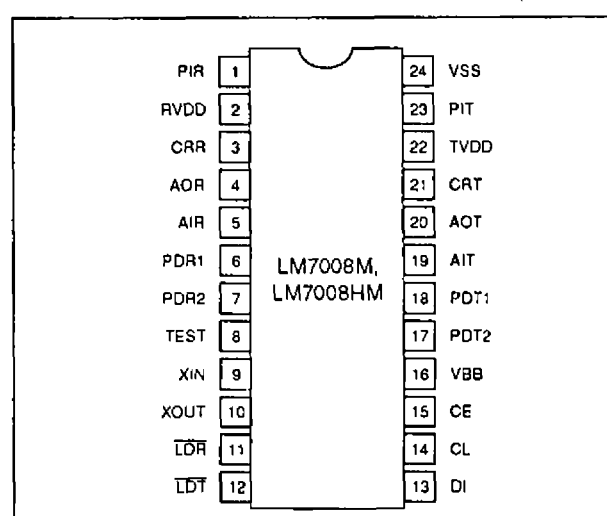 PIR 1 24 VSS
RVDD 2 23 PIT
CRR 3 22 TVDD
AOR 4 21 CRT
AIR 5 20 AOT
PDR1 6 19 AIT
LM7008M,
PDR2 7 18 PDT1
LM7008HM
TEST 8 17 PDT2
XIN 9 16 VBB
XOUT 10 15 CE
L̅D̅R̅ 11 14 CL
L̅D̅T̅ 12 13 DI